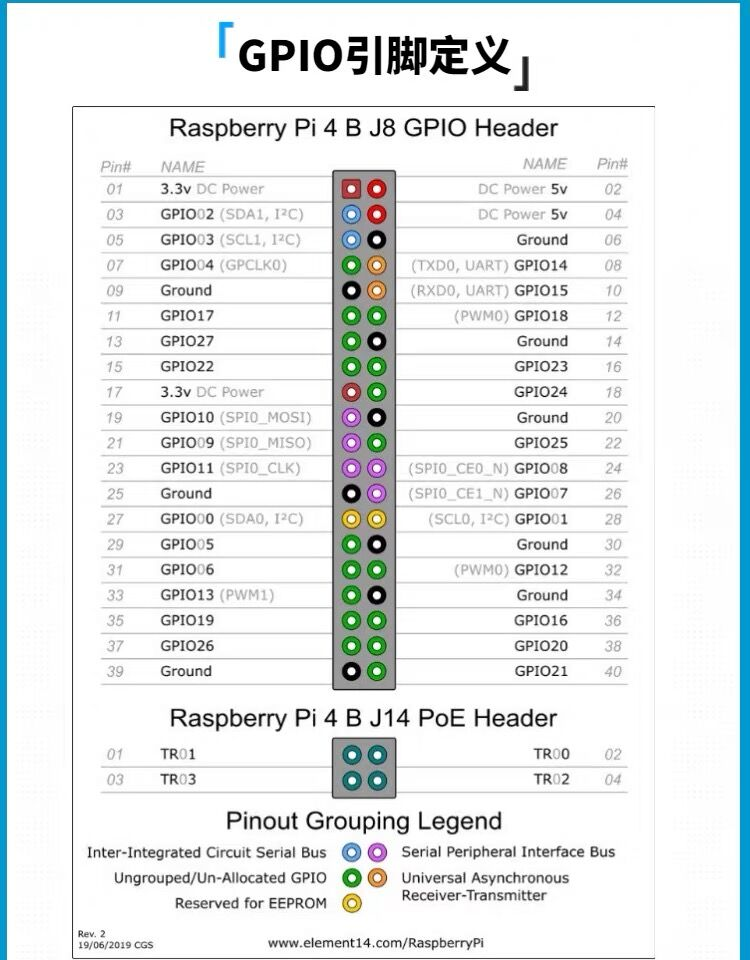 「GPIO引脚定义」
Raspberry Pi 4 B J8 GPIO Header
Pin# NAME NAME Pin#
01 3.3v DC Power DC Power 5v 02
03 GPIO02 (SDA1, I²C) DC Power 5v 04
05 GPIO03 (SCL1, I²C) Ground 06
07 GPIO04 (GPCLK0) (TXD0, UART) GPIO14 08
09 Ground (RXD0, UART) GPIO15 10
11 GPIO17 (PWM0) GPIO18 12
13 GPIO27 Ground 14
15 GPIO22 GPIO23 16
17 3.3v DC Power GPIO24 18
19 GPIO10 (SPI0_MOSI) Ground 20
21 GPIO09 (SPI0_MISO) GPIO25 22
23 GPIO11 (SPI0_CLK) (SPI0_CE0_N) GPIO08 24
25 Ground (SPI0_CE1_N) GPIO07 26
27 GPIO00 (SDA0, I²C) (SCL0, I²C) GPIO01 28
29 GPIO05 Ground 30
31 GPIO06 (PWM0) GPIO12 32
33 GPIO13 (PWM1) Ground 34
35 GPIO19 GPIO16 36
37 GPIO26 GPIO20 38
39 Ground GPIO21 40
Raspberry Pi 4 B J14 PoE Header
01 TR01 TR00 02
03 TR03 TR02 04
Pinout Grouping Legend
Inter-Integrated Circuit Serial Bus Serial Peripheral Interface Bus
Ungrouped/Un-Allocated GPIO Universal Asynchronous
Receiver-Transmitter
Reserved for EEPROM
Rev. 2
19/06/2019 CGS www.element14.com/RaspberryPi